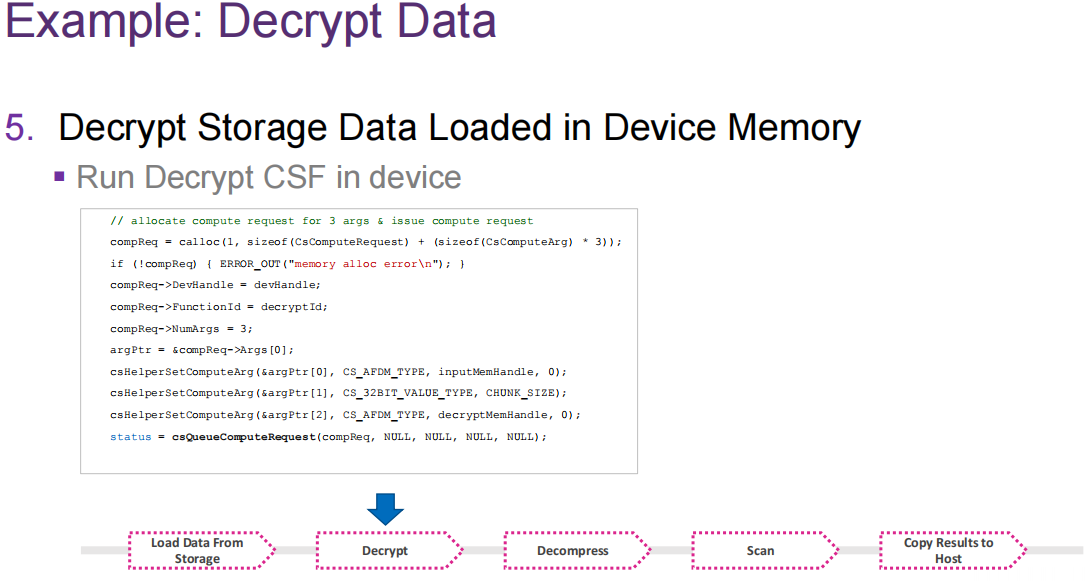 Example: Decrypt Data
5. Decrypt Storage Data Loaded in Device Memory
▪ Run Decrypt CSF in device
// allocate compute request for 3 args & issue compute request
compReq = calloc(1, sizeof(CsComputeRequest) + (sizeof(CsComputeArg) * 3));
if (!compReq) { ERROR_OUT("memory alloc error\n"); }
compReq->DevHandle = devHandle;
compReq->FunctionId = decryptId;
compReq->NumArgs = 3;
argPtr = &compReq->Args[0];
csHelperSetComputeArg(&argPtr[0], CS_AFDM_TYPE, inputMemHandle, 0);
csHelperSetComputeArg(&argPtr[1], CS_32BIT_VALUE_TYPE, CHUNK_SIZE);
csHelperSetComputeArg(&argPtr[2], CS_AFDM_TYPE, decryptMemHandle, 0);
status = csQueueComputeRequest(compReq, NULL, NULL, NULL, NULL);
Load Data From
Storage
Decrypt
Decompress
Scan
Copy Results to
Host